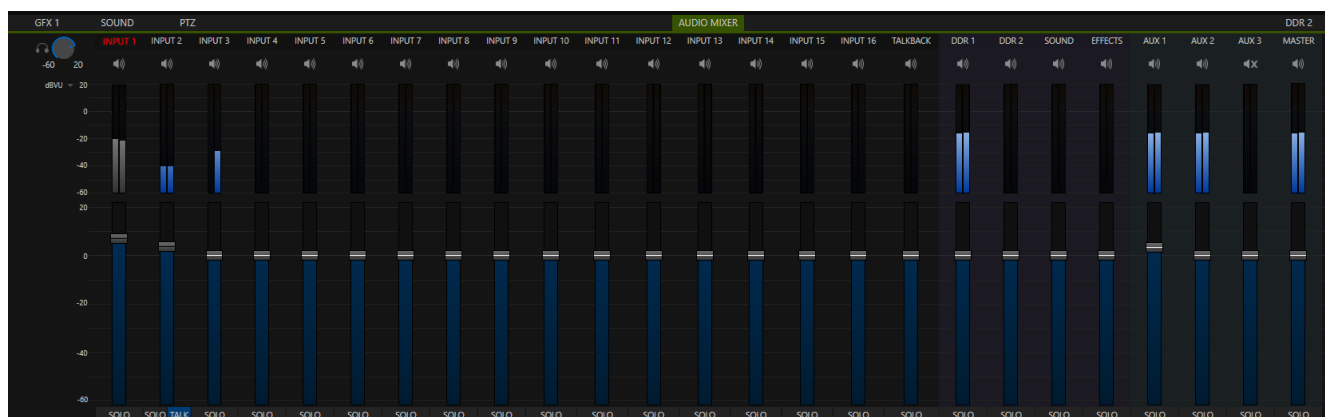 GFX 1 SOUND PTZ AUDIO MIXER DDR 2
INPUT 1 INPUT 2 INPUT 3 INPUT 4 INPUT 5 INPUT 6 INPUT 7 INPUT 8 INPUT 9 INPUT 10 INPUT 11 INPUT 12 INPUT 13 INPUT 14 INPUT 15 INPUT 16 TALKBACK DDR 1 DDR 2 SOUND EFFECTS AUX 1 AUX 2 AUX 3 MASTER
-60 20
dBVU 20
0
-20
-40
-60
20
0
-20
-40
-60
SOLO SOLO TALK SOLO SOLO SOLO SOLO SOLO SOLO SOLO SOLO SOLO SOLO SOLO SOLO SOLO SOLO SOLO SOLO SOLO SOLO SOLO SOLO SOLO SOLO SOLO